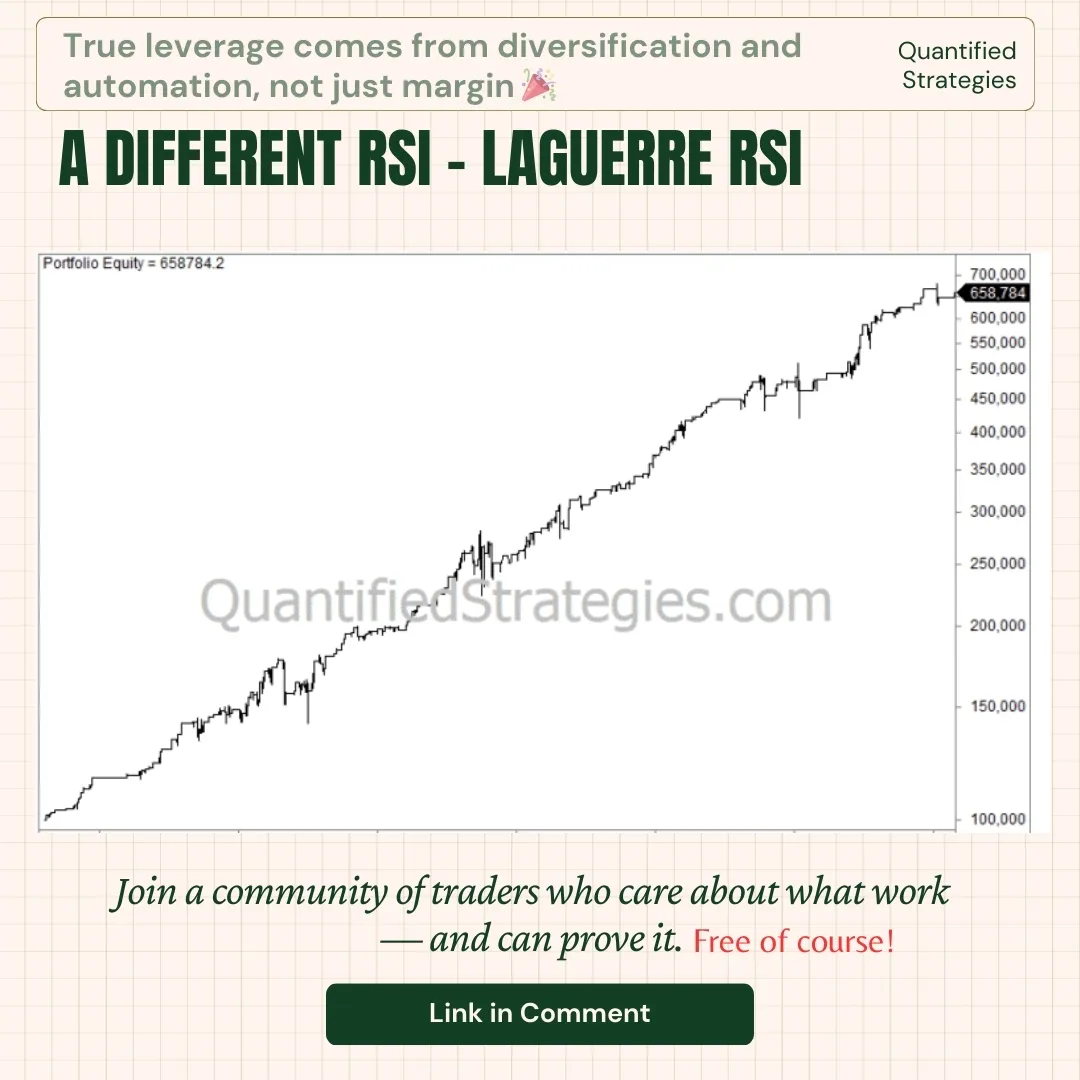 True leverage comes from diversification and
automation, not just margin 🎉
Quantified
Strategies
A DIFFERENT RSI - LAGUERRE RSI
Portfolio Equity = 658784.2
700,000
658,784
600,000
550,000
500,000
450,000
400,000
350,000
300,000
250,000
200,000
150,000
100,000
QuantifiedStrategies.com
Join a community of traders who care about what work
— and can prove it. Free of course!
Link in Comment